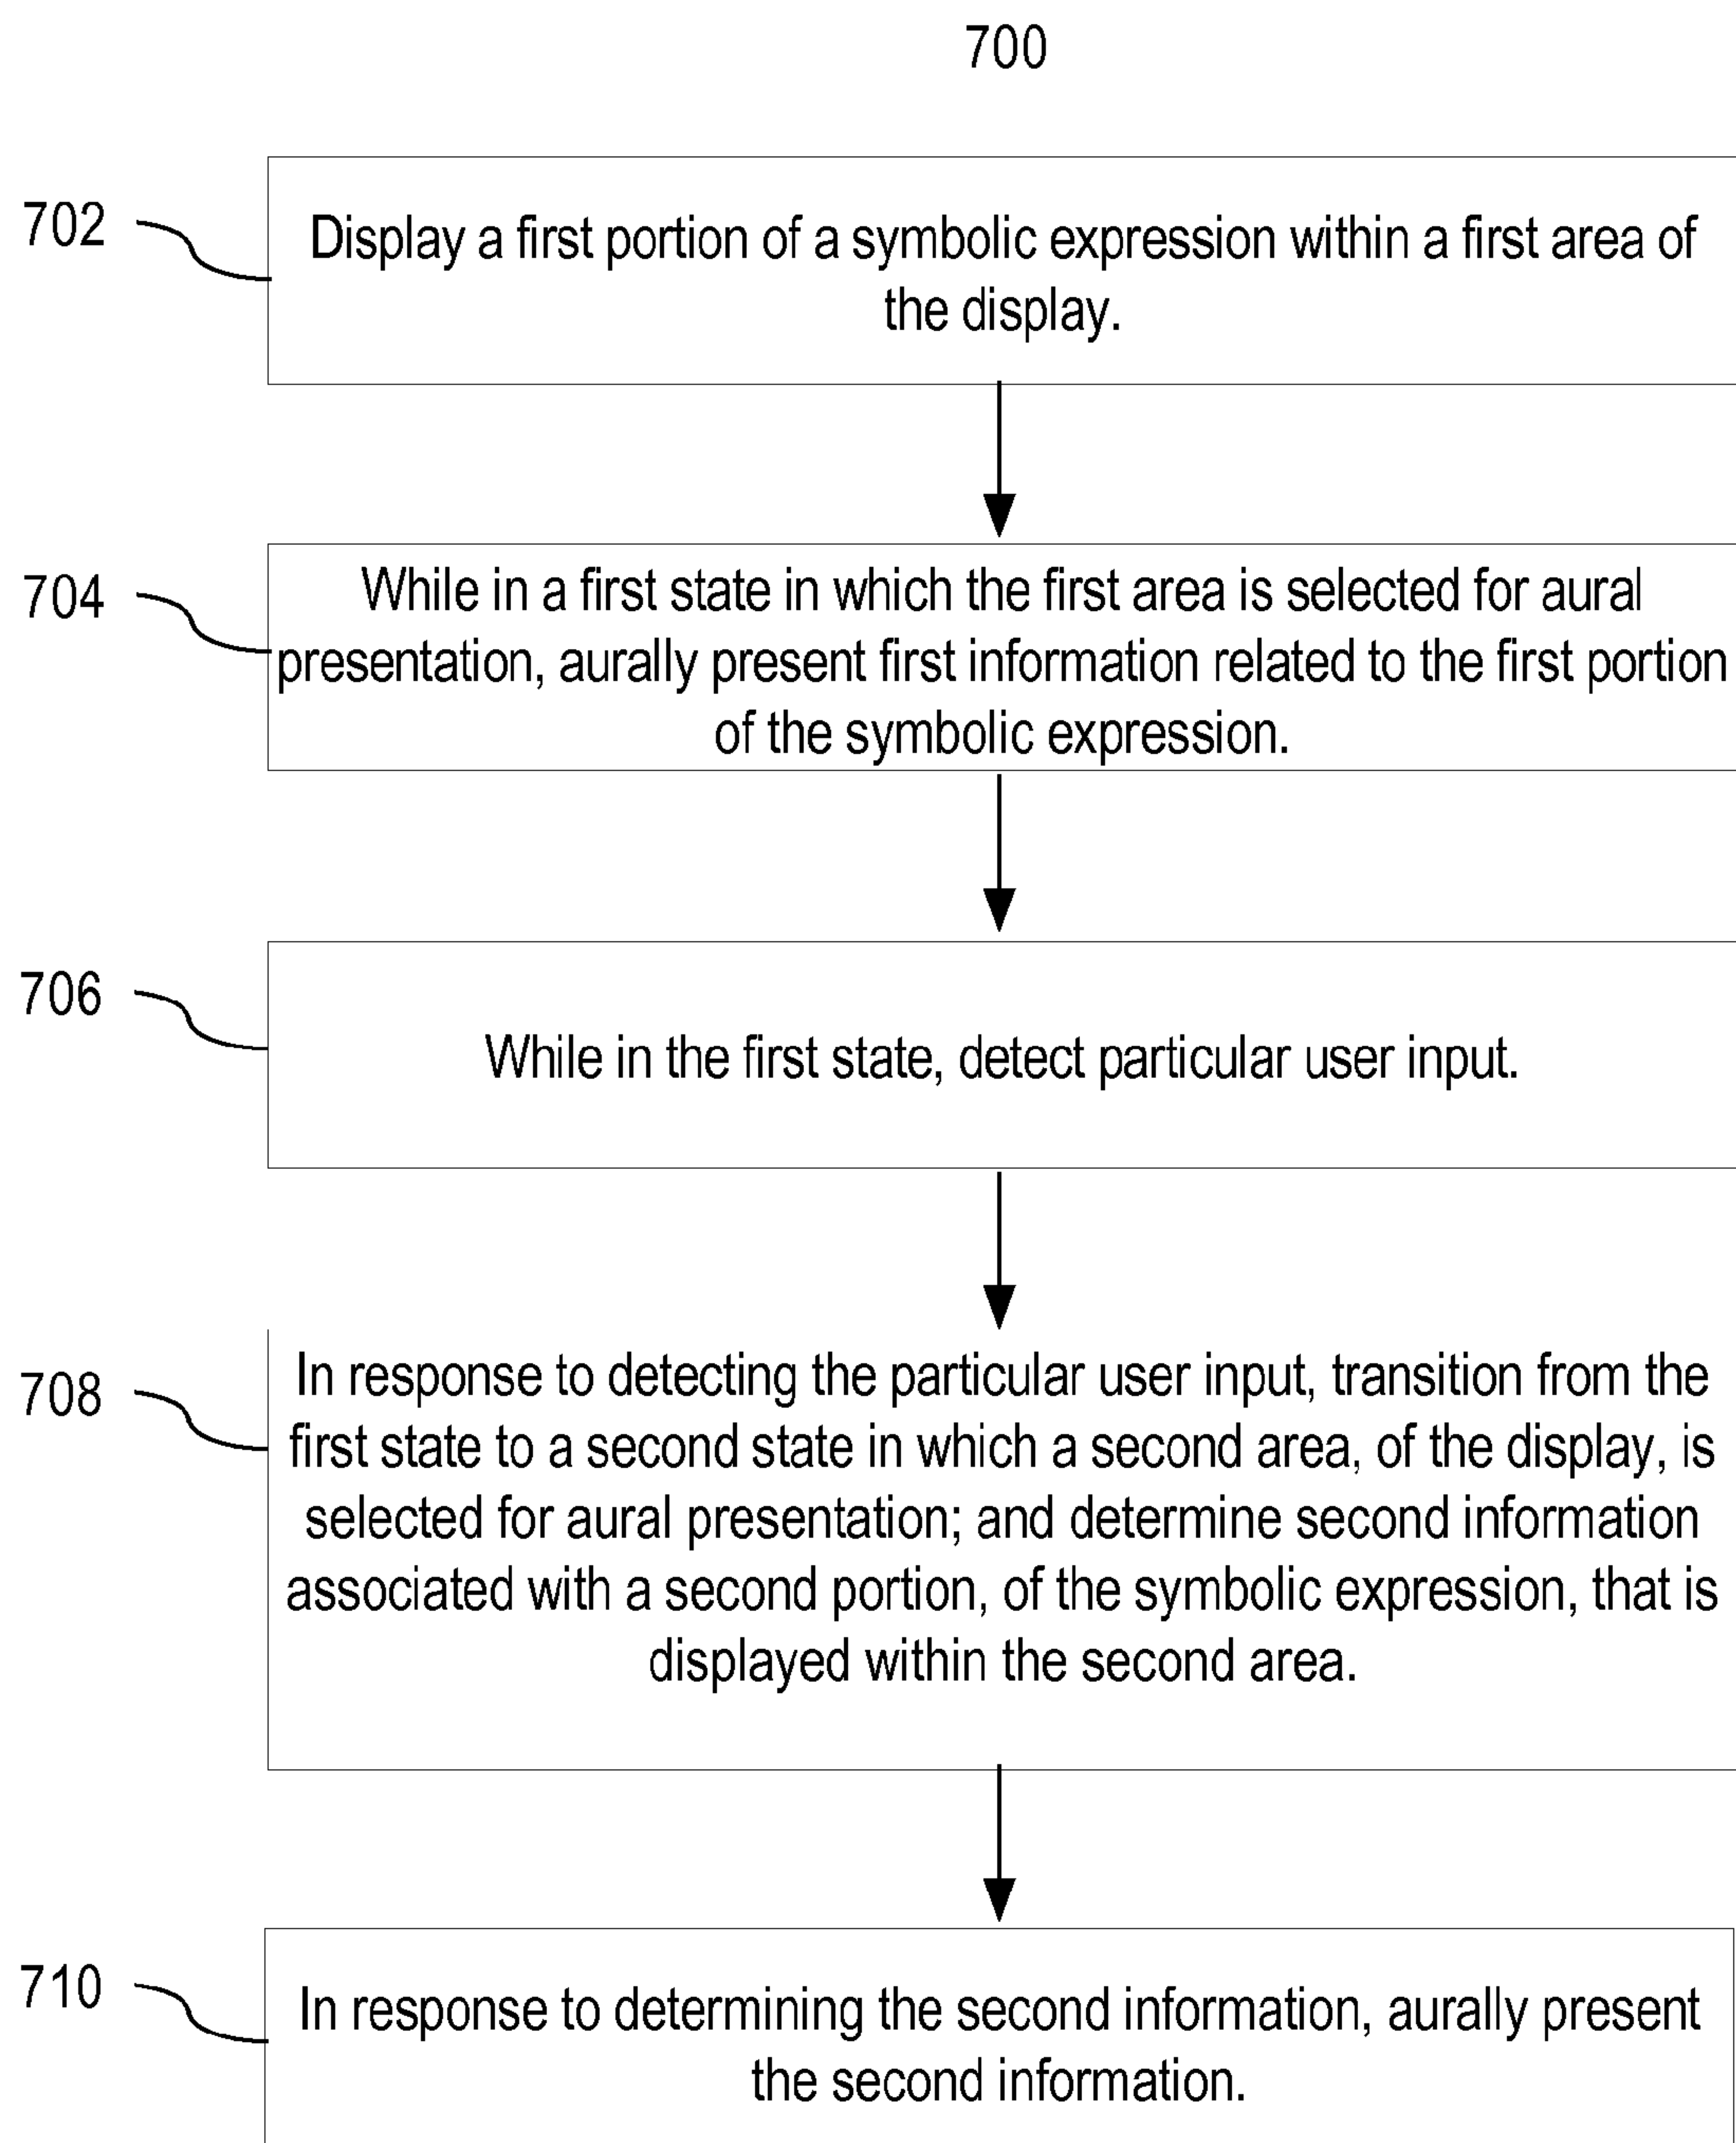 700
702
Display a first portion of a symbolic expression within a first area of
the display.
704
While in a first state in which the first area is selected for aural
presentation, aurally present first information related to the first portion
of the symbolic expression.
706
While in the first state, detect particular user input.
708
In response to detecting the particular user input, transition from the
first state to a second state in which a second area, of the display, is
selected for aural presentation; and determine second information
associated with a second portion, of the symbolic expression, that is
displayed within the second area.
710
In response to determining the second information, aurally present
the second information.